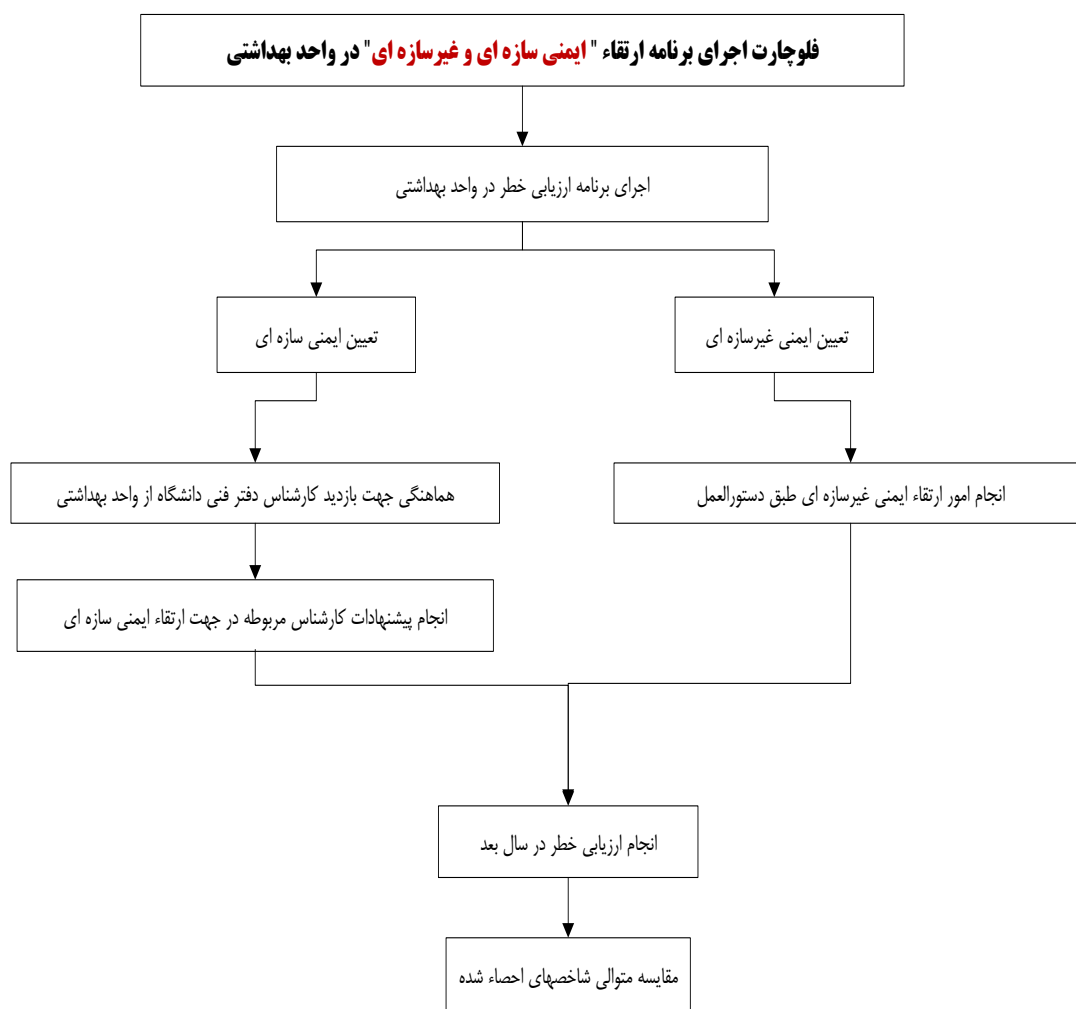 فلوچارت اجرای برنامه ارتقاء " ایمنی سازه ای و غیرسازه ای" در واحد بهداشتی
اجرای برنامه ارزیابی خطر در واحد بهداشتی
تعیین ایمنی غیرسازه ای
تعیین ایمنی سازه ای
انجام امور ارتقاء ایمنی غیرسازه ای طبق دستورالعمل
هماهنگی جهت بازدید کارشناس دفتر فنی دانشگاه از واحد بهداشتی
انجام پیشنهادات کارشناس مربوطه در جهت ارتقاء ایمنی سازه ای
انجام ارزیابی خطر در سال بعد
مقایسه متوالی شاخصهای احصاء شده